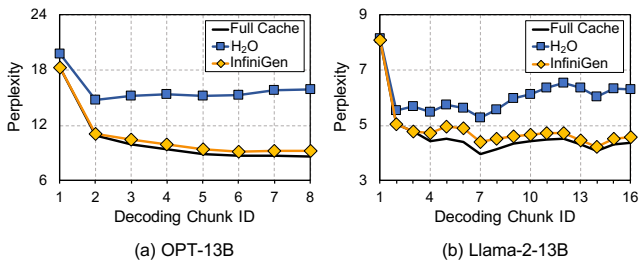 24
18
12
6
Perplexity
Full Cache
H₂O
InfiniGen
1 2 3 4 5 6 7 8
Decoding Chunk ID
(a) OPT-13B
9
7
5
3
Perplexity
Full Cache
H₂O
InfiniGen
1 4 7 10 13 16
Decoding Chunk ID
(b) Llama-2-13B